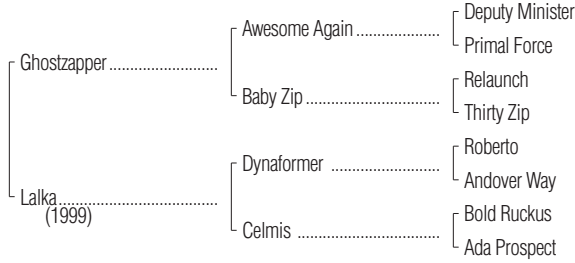 Deputy Minister
Awesome Again ....................
Primal Force
Ghostzapper ..........................
Relaunch
Baby Zip ................................
Thirty Zip
Roberto
Dynaformer ..........................
Andover Way
Lalka ......................................
(1999)
Bold Ruckus
Celmis ..................................
Ada Prospect